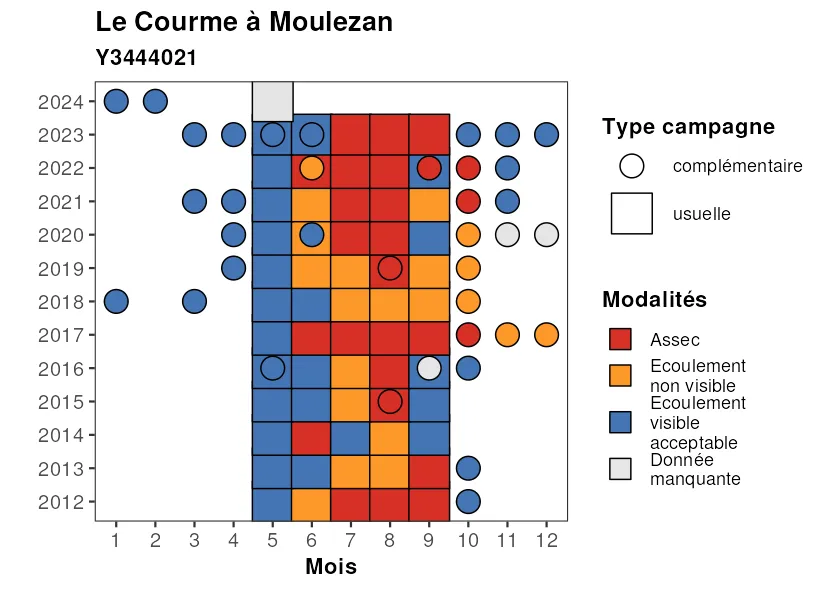 Le Courme à Moulezan
Y3444021
2024
2023
2022
2021
2020
2019
2018
2017
2016
2015
2014
2013
2012
1 2 3 4 5 6 7 8 9 10 11 12
Mois
Type campagne
complémentaire
usuelle
Modalités
Assec
Ecoulement
non visible
Ecoulement
visible
acceptable
Donnée
manquante